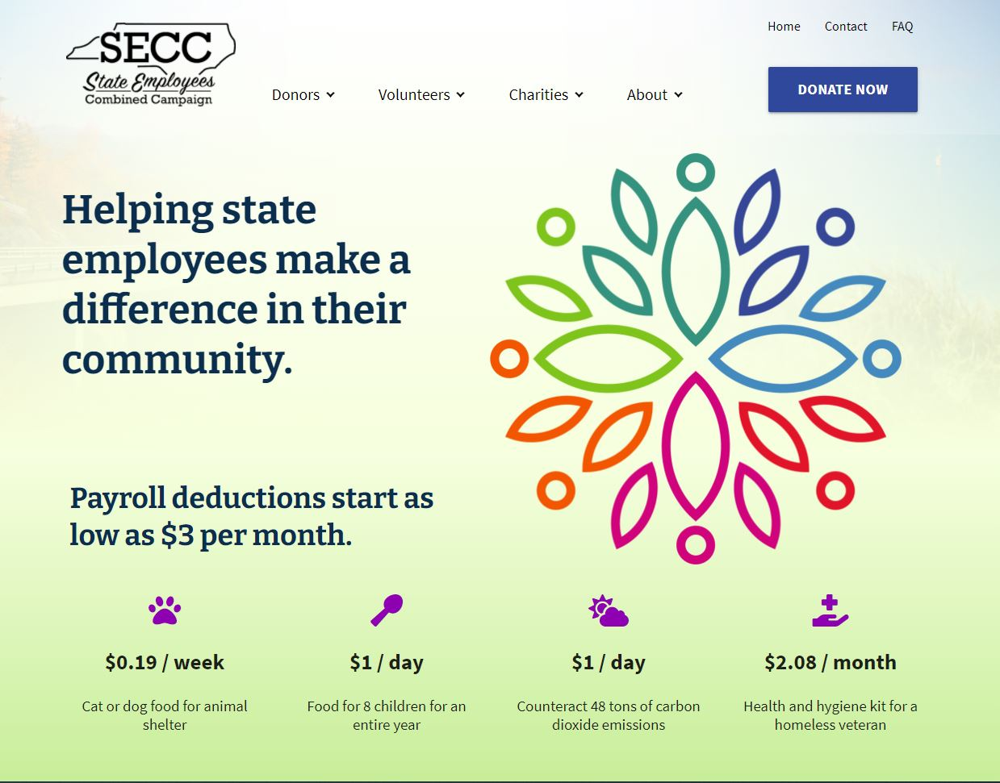 SECC
State Employees
Combined Campaign
Home Contact FAQ
Donors Volunteers Charities About
DONATE NOW
Helping state
employees make a
difference in their
community.
Payroll deductions start as
low as $3 per month.
$0.19 / week
Cat or dog food for animal
shelter
$1 / day
Food for 8 children for an
entire year
$1 / day
Counteract 48 tons of carbon
dioxide emissions
$2.08 / month
Health and hygiene kit for a
homeless veteran